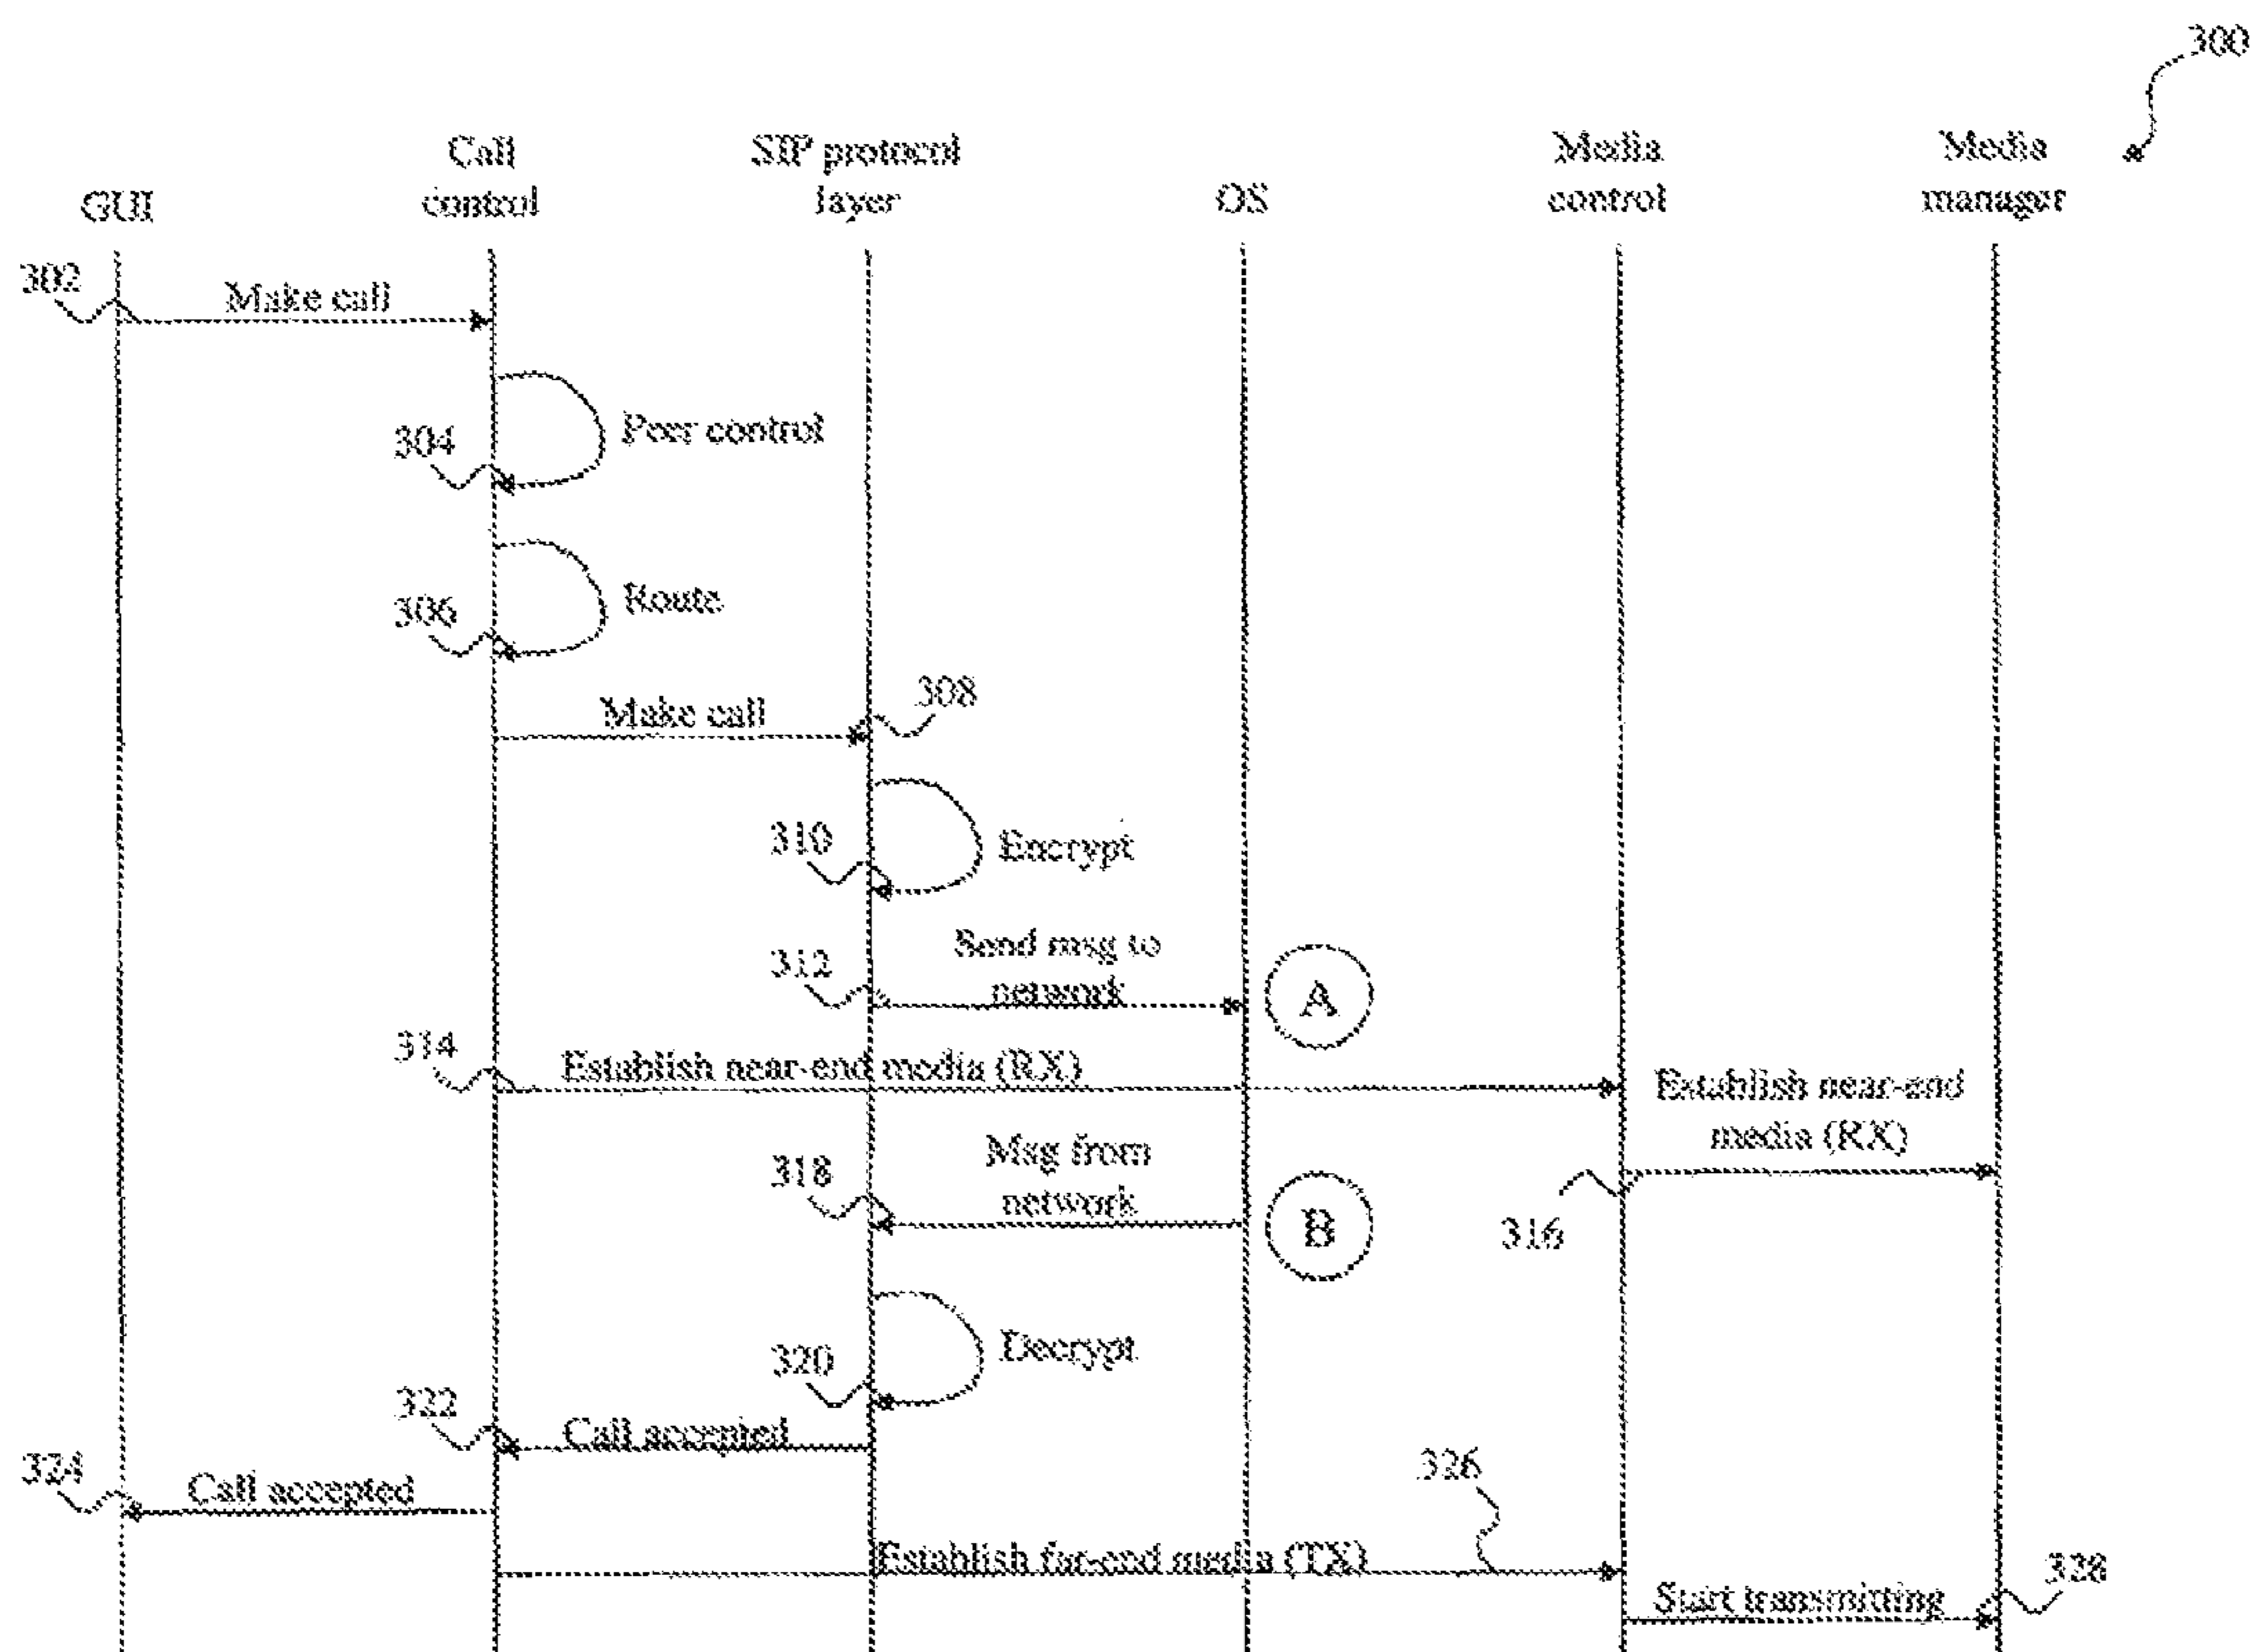 300
Call
control
SIP protocol
layer
Media
control
Media
manager
GUI
OS
302
Make call
304
Peer control
306
Route
308
Make call
310
Encrypt
312
Send msg to
network
A
314
Establish near-end media (RX)
Establish near-end
media (RX)
316
318
Msg from
network
B
320
Decrypt
322
Call accepted
324
Call accepted
326
Establish far-end media (TX)
328
Start transmitting